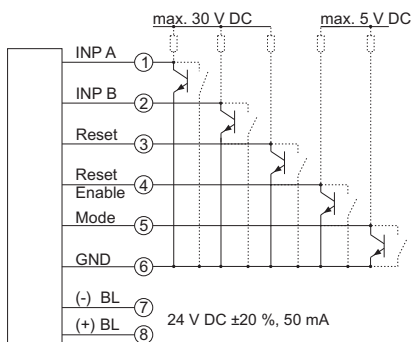 max. 30 V DC
max. 5 V DC
INP A
1
INP B
2
Reset
3
Reset
Enable
4
Mode
5
GND
6
(-) BL
7
24 V DC ±20 %, 50 mA
(+) BL
8